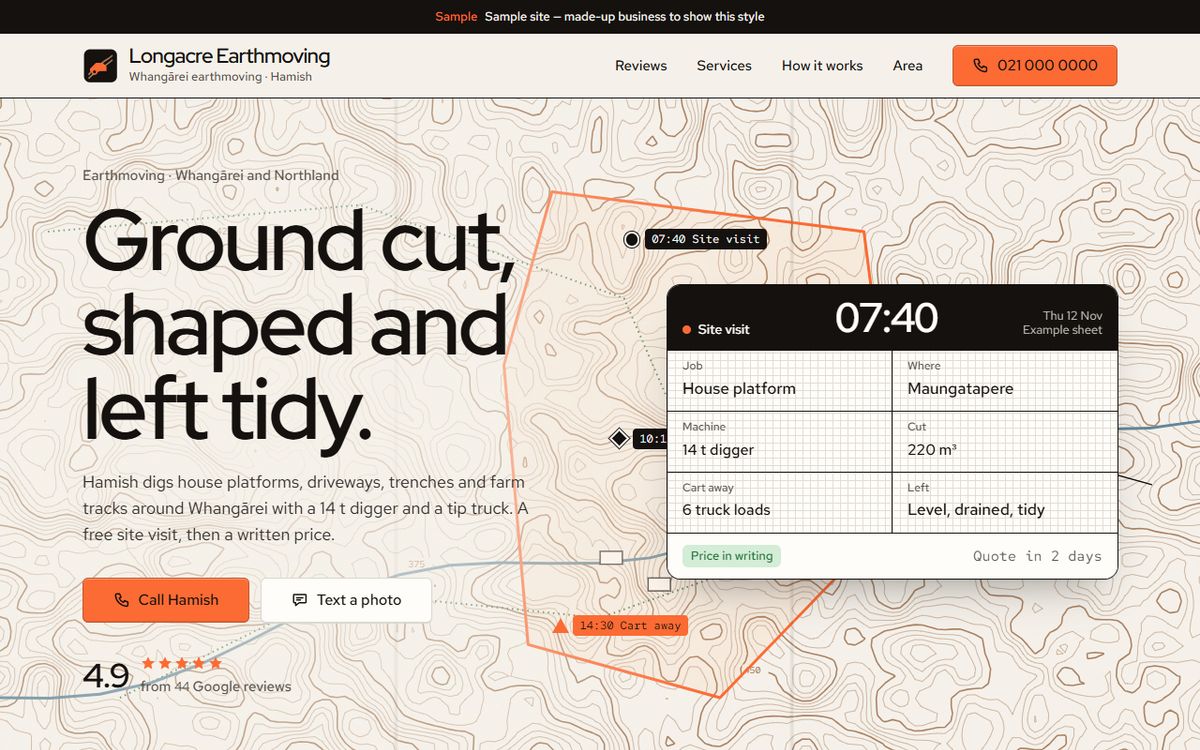 Sample Sample site – made-up business to show this style
Longacre Earthmoving
Whangārei earthmoving · Hamish
Reviews
Services
How it works
Area
021 000 0000
Earthmoving · Whangārei and Northland
Ground cut,
shaped and
left tidy.
Hamish digs house platforms, driveways, trenches and farm
tracks around Whangārei with a 14 t digger and a tip truck. A
free site visit, then a written price.
Call Hamish
Text a photo
4.9
from 44 Google reviews
07:40 Site visit
10:1
14:30 Cart away
375
Site visit
07:40
Thu 12 Nov
Example sheet
Job
House platform
Where
Maungatapere
Machine
14 t digger
Cut
220 m³
Cart away
6 truck loads
Left
Level, drained, tidy
Price in writing
Quote in 2 days